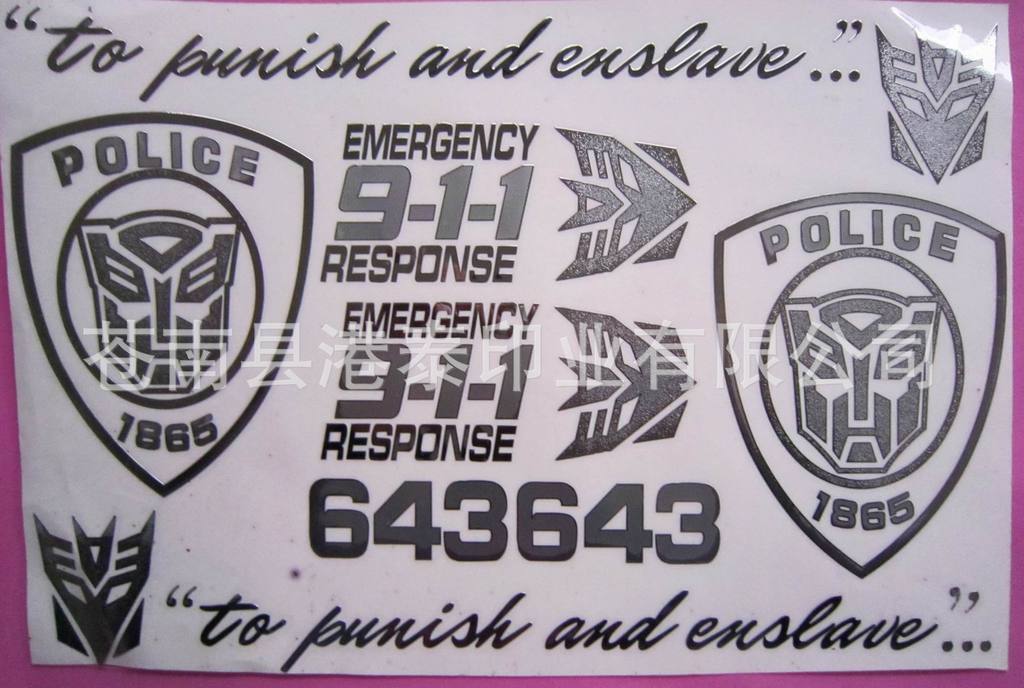 “to punish and enslave...”
POLICE
1865
EMERGENCY
9-1-1
RESPONSE
EMERGENCY
9-1-1
RESPONSE
POLICE
1865
苍南县港泰印业有限公司
643643
“to punish and enslave”...